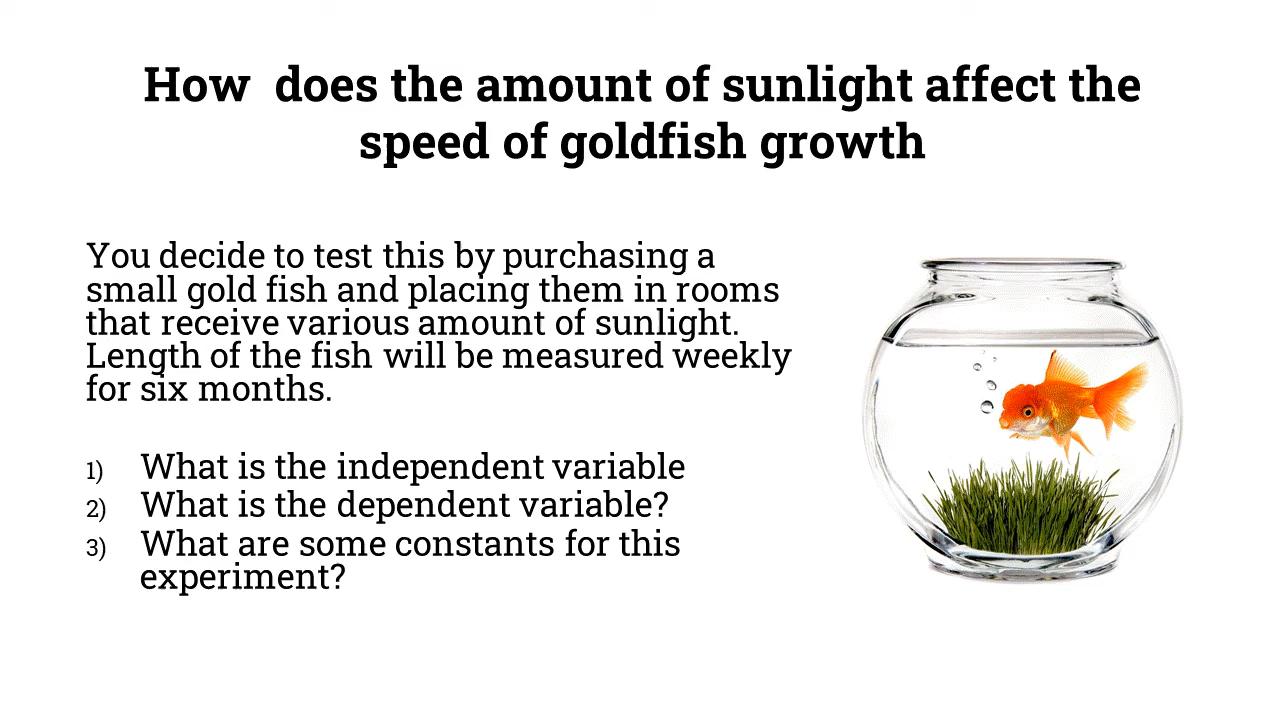 How does the amount of sunlight affect the
speed of goldfish growth
You decide to test this by purchasing a
small gold fish and placing them in rooms
that receive various amount of sunlight.
Length of the fish will be measured weekly
for six months.
1) What is the independent variable
2) What is the dependent variable?
3) What are some constants for this
experiment?